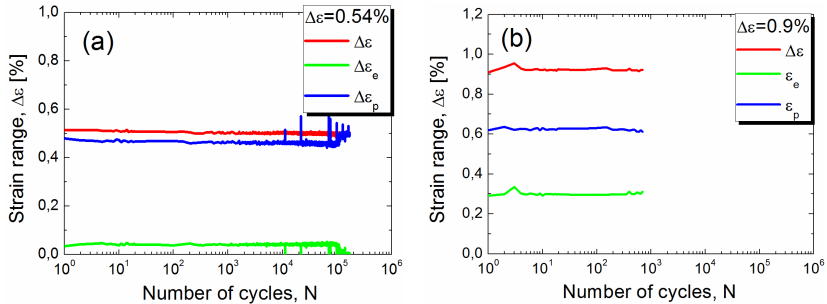 (a)
Δε=0.54%
Δε
Δεe
Δεp
Strain range, Δε [%]
1,0
0,8
0,6
0,4
0,2
0,0
10^0 10^1 10^2 10^3 10^4 10^5 10^6
Number of cycles, N
(b)
Δε=0.9%
Δε
εe
εp
Strain range, Δε [%]
1,2
1,0
0,8
0,6
0,4
0,2
0,0
10^0 10^1 10^2 10^3 10^4 10^5 10^6
Number of cycles, N